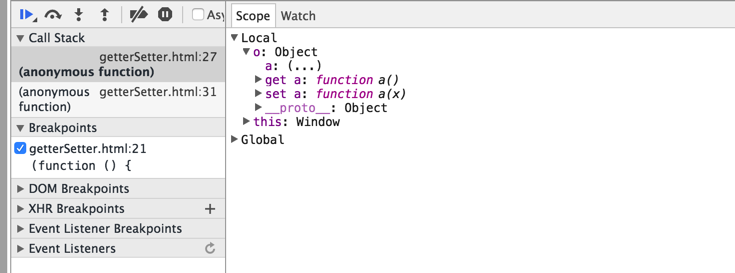 Asy
Call Stack
getterSetter.html:27
(anonymous function)
(anonymous getterSetter.html:31
function)
Breakpoints
getterSetter.html:21
(function () {
DOM Breakpoints
XHR Breakpoints +
Event Listener Breakpoints
Event Listeners
Scope Watch
Local
o: Object
a: (...)
get a: function a()
set a: function a(x)
__proto__: Object
this: Window
Global